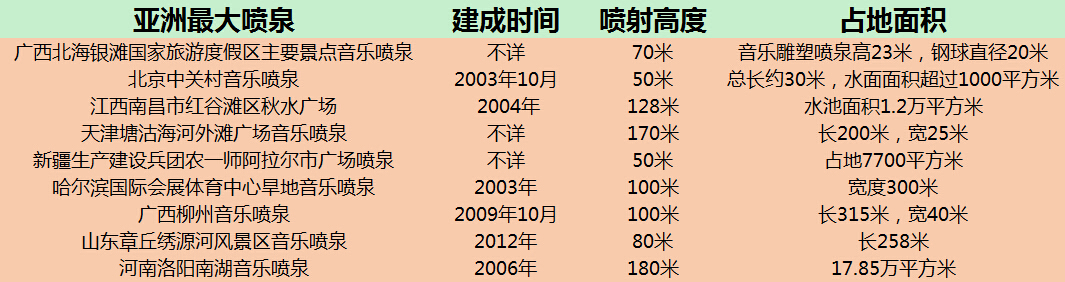 亚洲最大喷泉 建成时间 喷射高度 占地面积
广西北海银滩国家旅游度假区主要景点音乐喷泉 不详 70米 音乐雕塑喷泉高23米，钢球直径20米
北京中关村音乐喷泉 2003年10月 50米 总长约30米，水面面积超过1000平方米
江西南昌市红谷滩区秋水广场 2004年 128米 水池面积1.2万平方米
天津塘沽海河外滩广场音乐喷泉 不详 170米 长200米，宽25米
新疆生产建设兵团农一师阿拉尔市广场喷泉 不详 50米 占地7700平方米
哈尔滨国际会展体育中心旱地音乐喷泉 2003年 100米 宽度300米
广西柳州音乐喷泉 2009年10月 100米 长315米，宽40米
山东章丘绣源河风景区音乐喷泉 2012年 80米 长258米
河南洛阳南湖音乐喷泉 2006年 180米 17.85万平方米